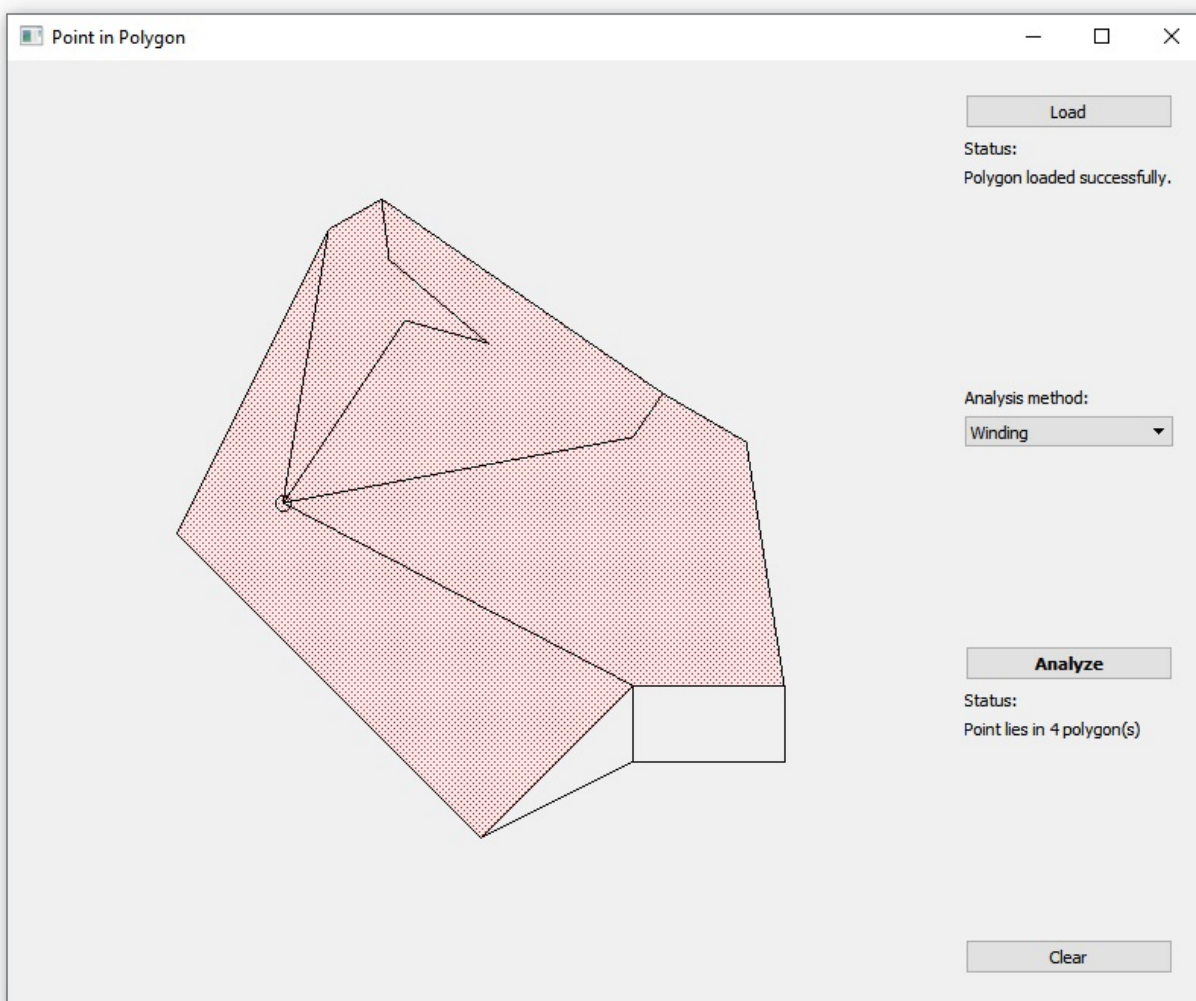 Point in Polygon
Load
Status:
Polygon loaded successfully.
Analysis method:
Winding
Analyze
Status:
Point lies in 4 polygon(s)
Clear